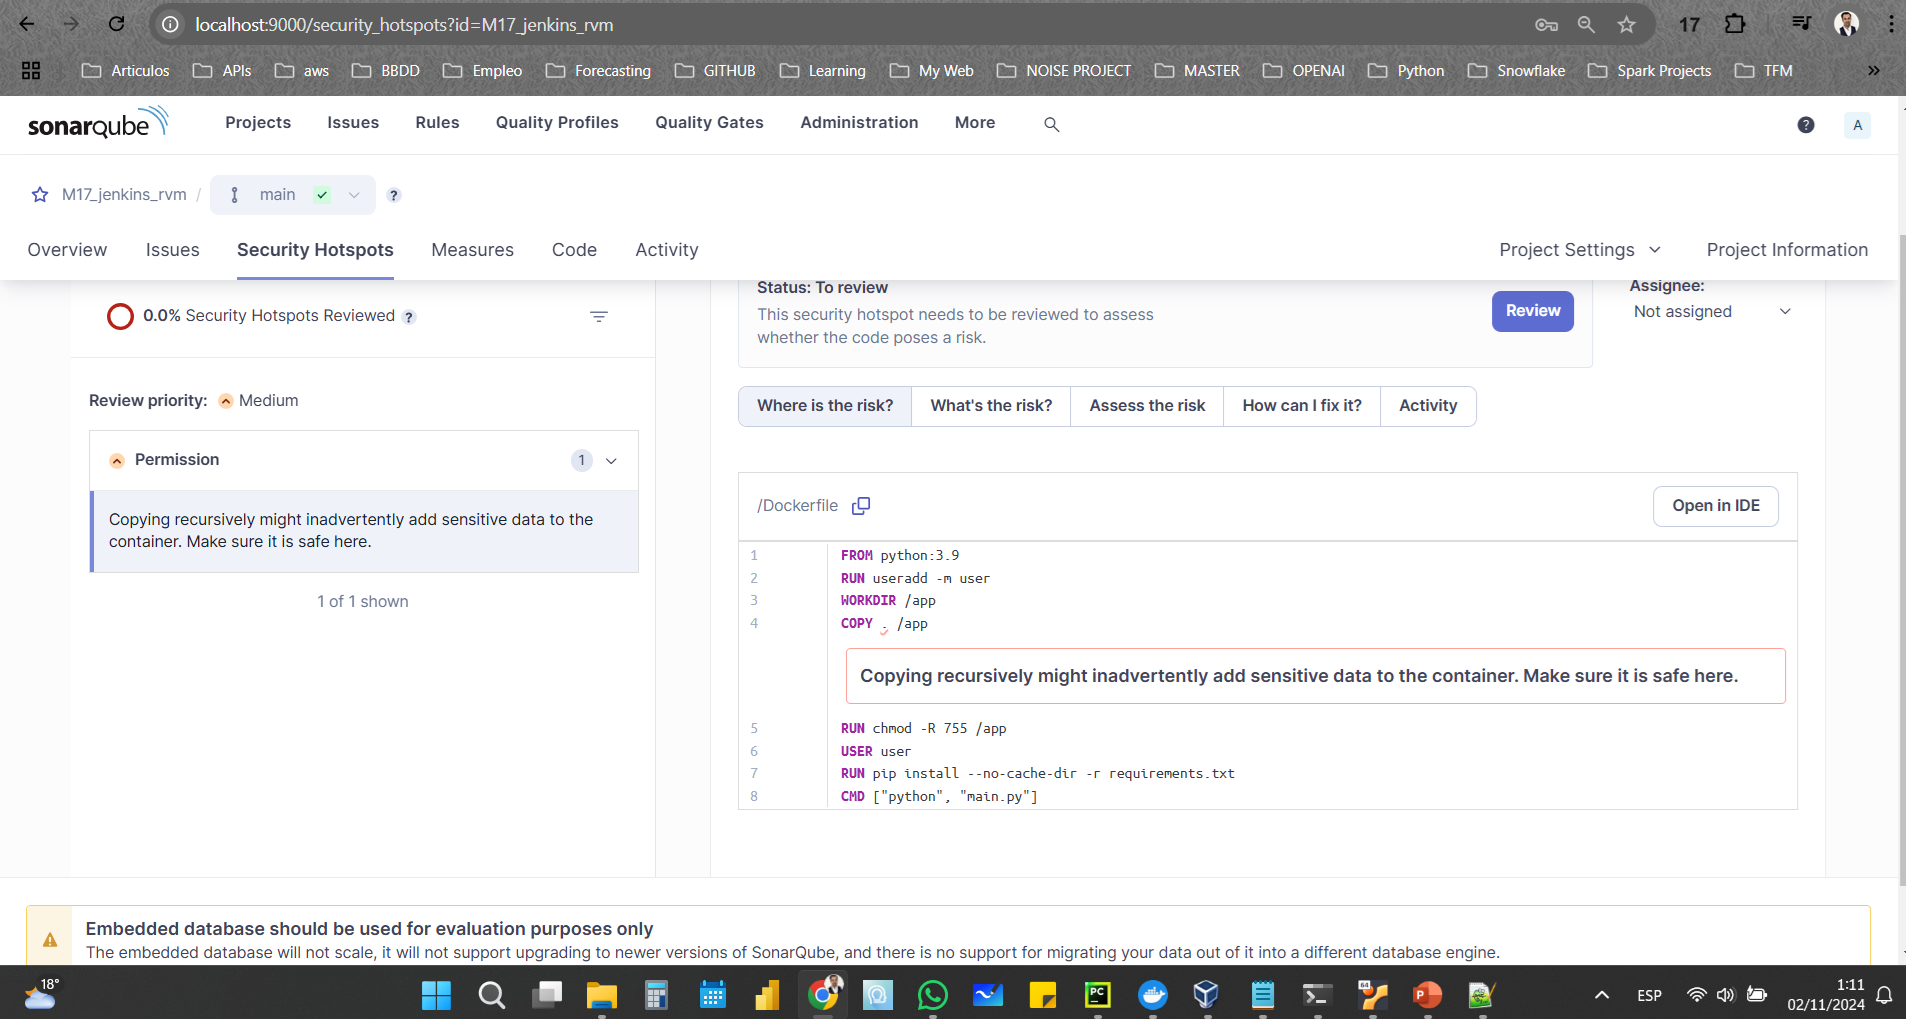 localhost:9000/security_hotspots?id=M17_jenkins_rvm
17
Articulos
APIs
aws
BBDD
Empleo
Forecasting
GITHUB
Learning
My Web
NOISE PROJECT
MASTER
OPENAI
Python
Snowflake
Spark Projects
TFM
»
sonarqube
Projects
Issues
Rules
Quality Profiles
Quality Gates
Administration
More
?
A
M17_jenkins_rvm / main
?
Overview
Issues
Security Hotspots
Measures
Code
Activity
Project Settings
Project Information
0.0% Security Hotspots Reviewed ?
Review priority: Medium
Permission
1
Copying recursively might inadvertently add sensitive data to the
container. Make sure it is safe here.
1 of 1 shown
Status: To review
This security hotspot needs to be reviewed to assess
whether the code poses a risk.
Review
Assignee:
Not assigned
Where is the risk?
What's the risk?
Assess the risk
How can I fix it?
Activity
/Dockerfile
Open in IDE
1 FROM python:3.9
2 RUN useradd -m user
3 WORKDIR /app
4 COPY . /app
Copying recursively might inadvertently add sensitive data to the container. Make sure it is safe here.
5 RUN chmod -R 755 /app
6 USER user
7 RUN pip install --no-cache-dir -r requirements.txt
8 CMD ["python", "main.py"]
Embedded database should be used for evaluation purposes only
The embedded database will not scale, it will not support upgrading to newer versions of SonarQube, and there is no support for migrating your data out of it into a different database engine.
18°
PC
64
P
ESP
1:11
02/11/2024